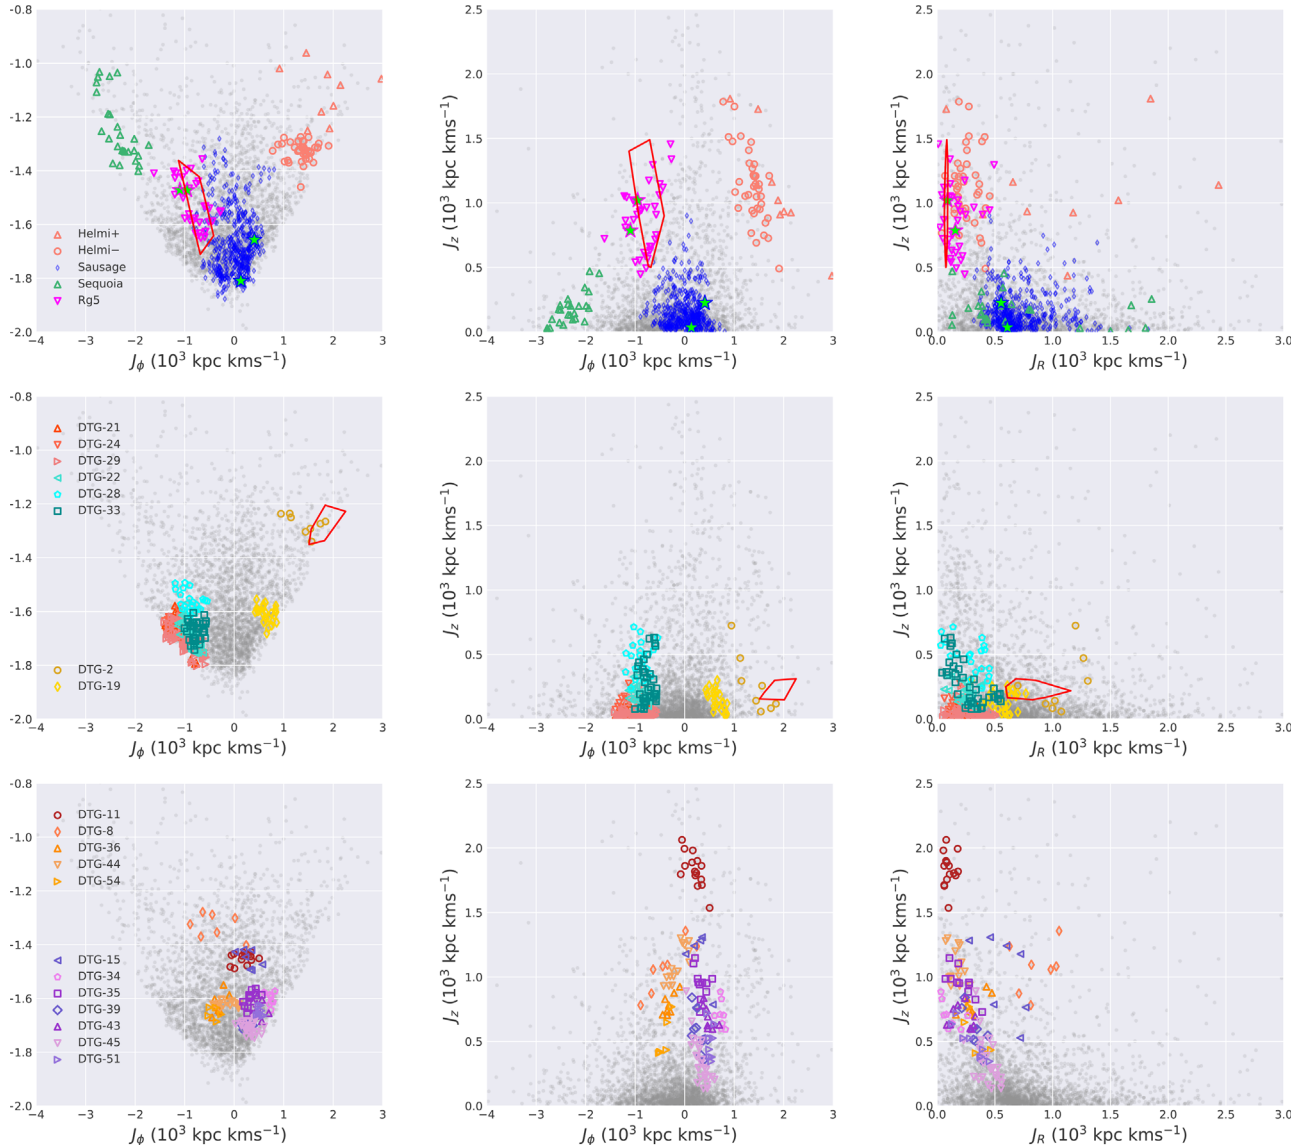 -0.8
-1.0
-1.2
-1.4
-1.6
-1.8
-2.0
Helmi+
Helmi−
Sausage
Sequoia
Rg5
−4 −3 −2 −1 0 1 2 3
J_ϕ (10³ kpc kms⁻¹)
2.5
2.0
1.5
1.0
0.5
0.0
J_z (10³ kpc kms⁻¹)
−4 −3 −2 −1 0 1 2 3
J_ϕ (10³ kpc kms⁻¹)
2.5
2.0
1.5
1.0
0.5
0.0
J_z (10³ kpc kms⁻¹)
0.0 0.5 1.0 1.5 2.0 2.5 3.0
J_R (10³ kpc kms⁻¹)
-0.8
-1.0
-1.2
-1.4
-1.6
-1.8
-2.0
DTG-21
DTG-24
DTG-29
DTG-22
DTG-28
DTG-33
DTG-2
DTG-19
−4 −3 −2 −1 0 1 2 3
J_ϕ (10³ kpc kms⁻¹)
2.5
2.0
1.5
1.0
0.5
0.0
J_z (10³ kpc kms⁻¹)
−4 −3 −2 −1 0 1 2 3
J_ϕ (10³ kpc kms⁻¹)
2.5
2.0
1.5
1.0
0.5
0.0
J_z (10³ kpc kms⁻¹)
0.0 0.5 1.0 1.5 2.0 2.5 3.0
J_R (10³ kpc kms⁻¹)
-0.8
-1.0
-1.2
-1.4
-1.6
-1.8
-2.0
DTG-11
DTG-8
DTG-36
DTG-44
DTG-54
DTG-15
DTG-34
DTG-35
DTG-39
DTG-43
DTG-45
DTG-51
−4 −3 −2 −1 0 1 2 3
J_ϕ (10³ kpc kms⁻¹)
2.5
2.0
1.5
1.0
0.5
0.0
J_z (10³ kpc kms⁻¹)
−4 −3 −2 −1 0 1 2 3
J_ϕ (10³ kpc kms⁻¹)
2.5
2.0
1.5
1.0
0.5
0.0
J_z (10³ kpc kms⁻¹)
0.0 0.5 1.0 1.5 2.0 2.5 3.0
J_R (10³ kpc kms⁻¹)